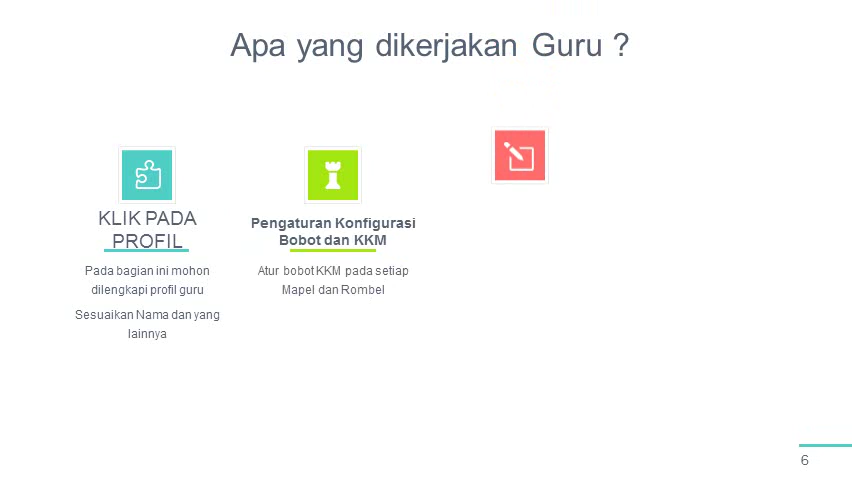 Apa yang dikerjakan Guru ?
KLIK PADA
PROFIL
Pada bagian ini mohon
dilengkapi profil guru
Sesuaikan Nama dan yang
lainnya
Pengaturan Konfigurasi
Bobot dan KKM
Atur bobot KKM pada setiap
Mapel dan Rombel
6